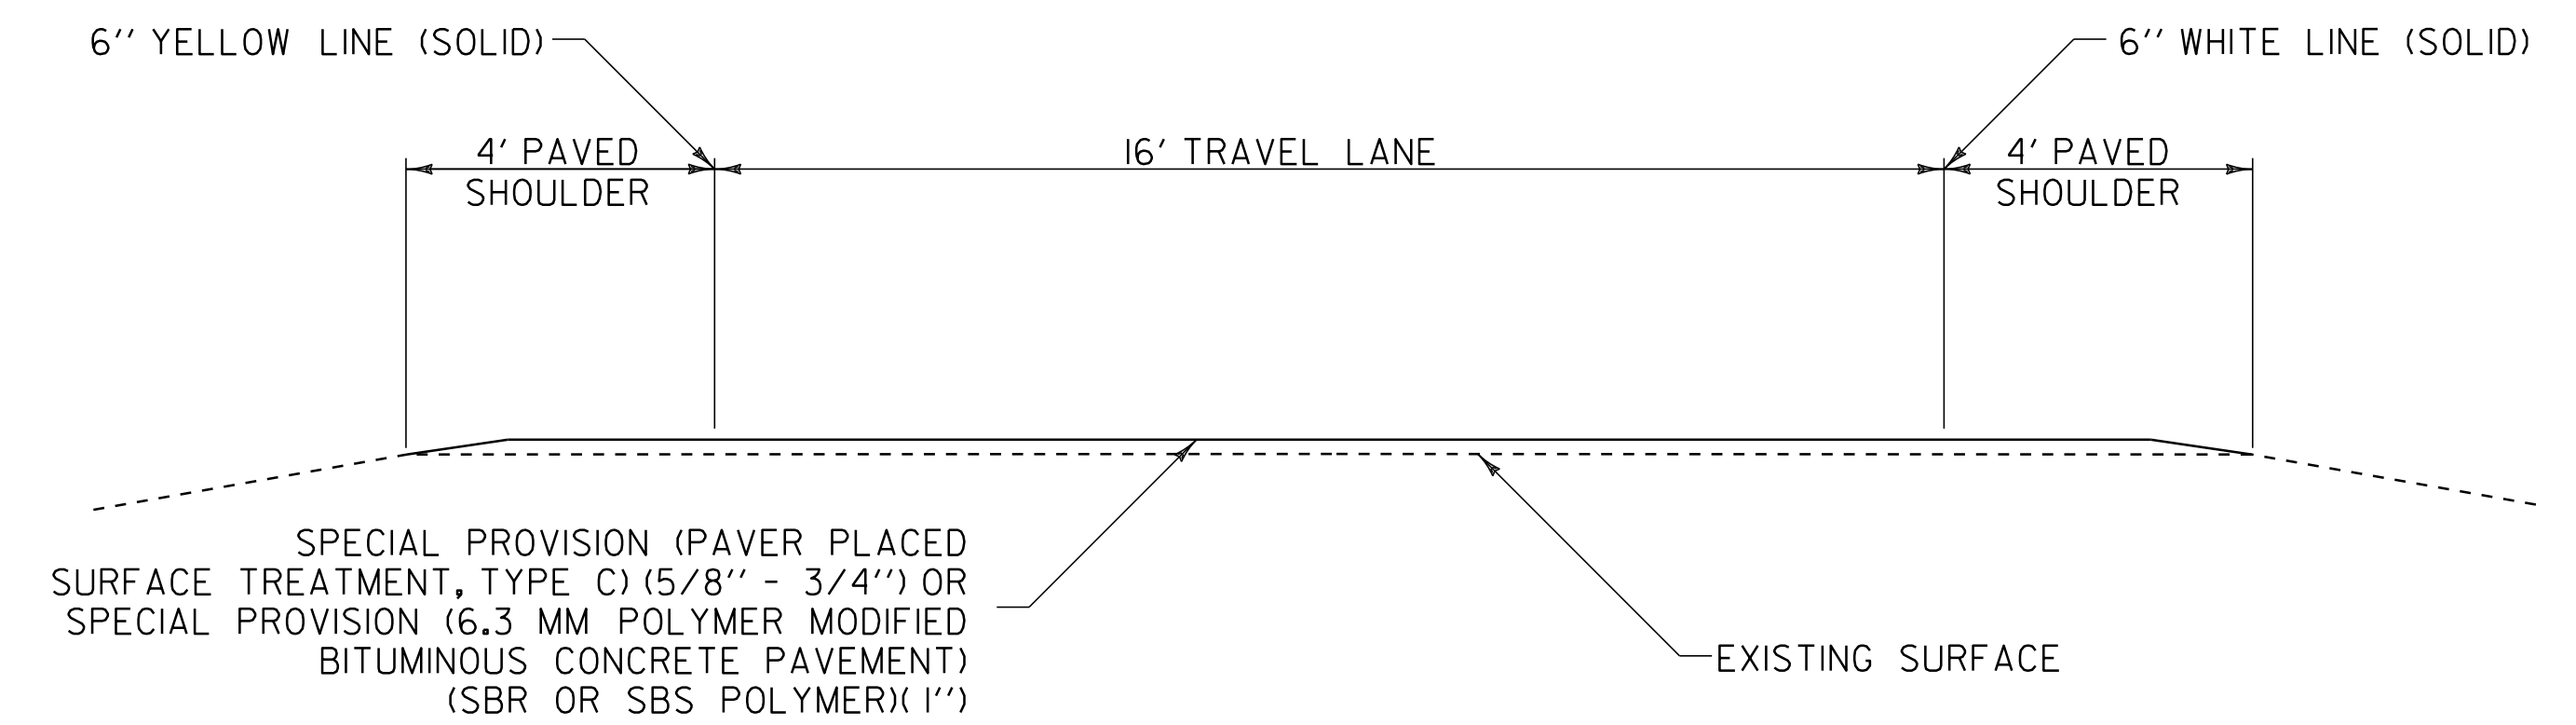 6'' YELLOW LINE (SOLID)
6'' WHITE LINE (SOLID)
4' PAVED
SHOULDER
16' TRAVEL LANE
4' PAVED
SHOULDER
SPECIAL PROVISION (PAVER PLACED
SURFACE TREATMENT, TYPE C) (5/8'' - 3/4'') OR
SPECIAL PROVISION (6.3 MM POLYMER MODIFIED
BITUMINOUS CONCRETE PAVEMENT)
(SBR OR SBS POLYMER)(1'')
EXISTING SURFACE